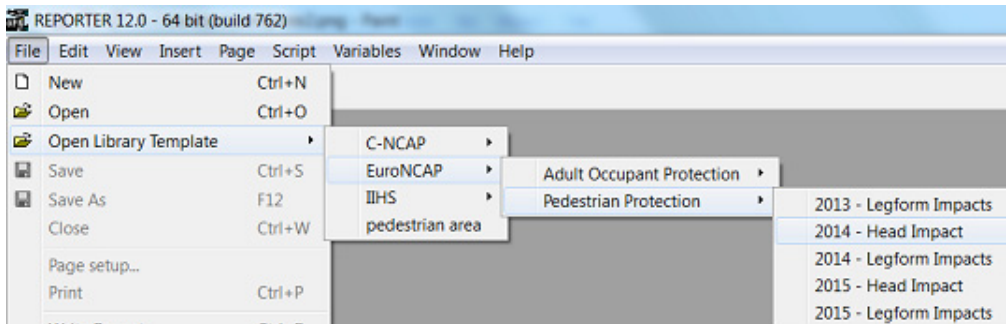 REPORTER 12.0 - 64 bit (build 762)
File Edit View Insert Page Script Variables Window Help
New Ctrl+N
Open Ctrl+O
Open Library Template
Save Ctrl+S
Save As F12
Close Ctrl+W
Page setup...
Print Ctrl+P
C-NCAP
EuroNCAP
IIHS
pedestrian area
Adult Occupant Protection
Pedestrian Protection
2013 - Legform Impacts
2014 - Head Impact
2014 - Legform Impacts
2015 - Head Impact
2015 - Legform Impacts